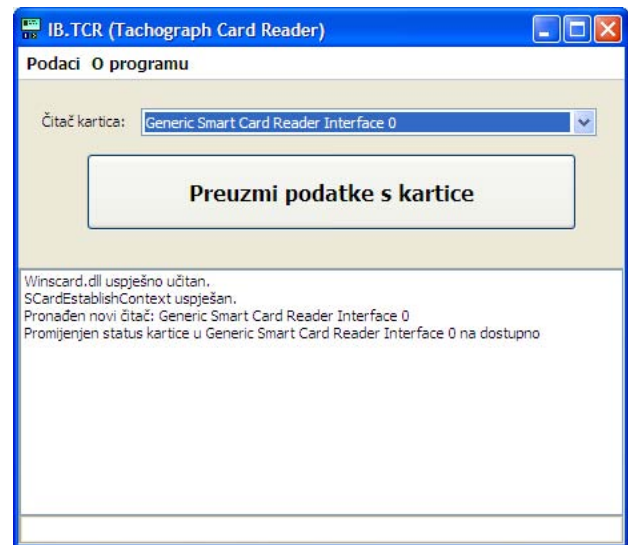 IB.TCR (Tachograph Card Reader)
Podaci O programu
Čitač kartica: Generic Smart Card Reader Interface 0
Preuzmi podatke s kartice
Winscard.dll uspješno učitan.
SCardEstablishContext uspješan.
Pronađen novi čitač: Generic Smart Card Reader Interface 0
Promijenjen status kartice u Generic Smart Card Reader Interface 0 na dostupno